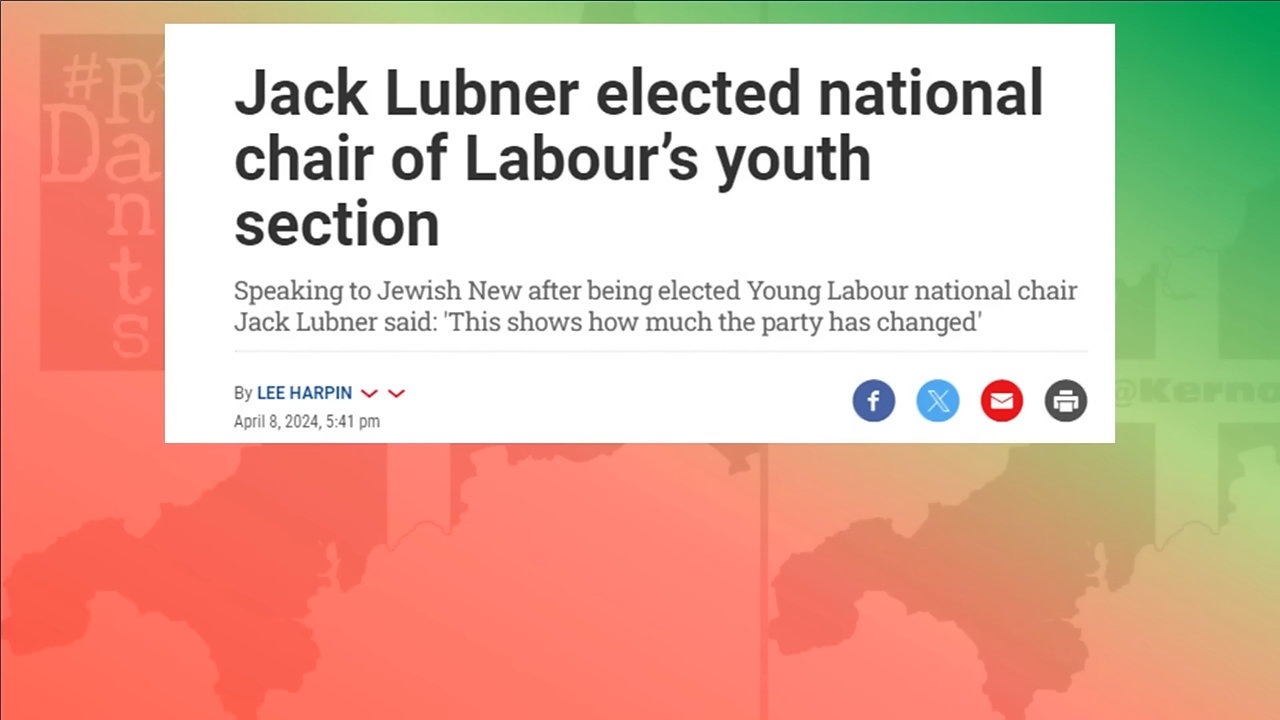 Jack Lubner elected national
chair of Labour’s youth
section
Speaking to Jewish New after being elected Young Labour national chair
Jack Lubner said: 'This shows how much the party has changed'
By LEE HARPIN
April 8, 2024, 5:41 pm
#R
Dants
@Kerno